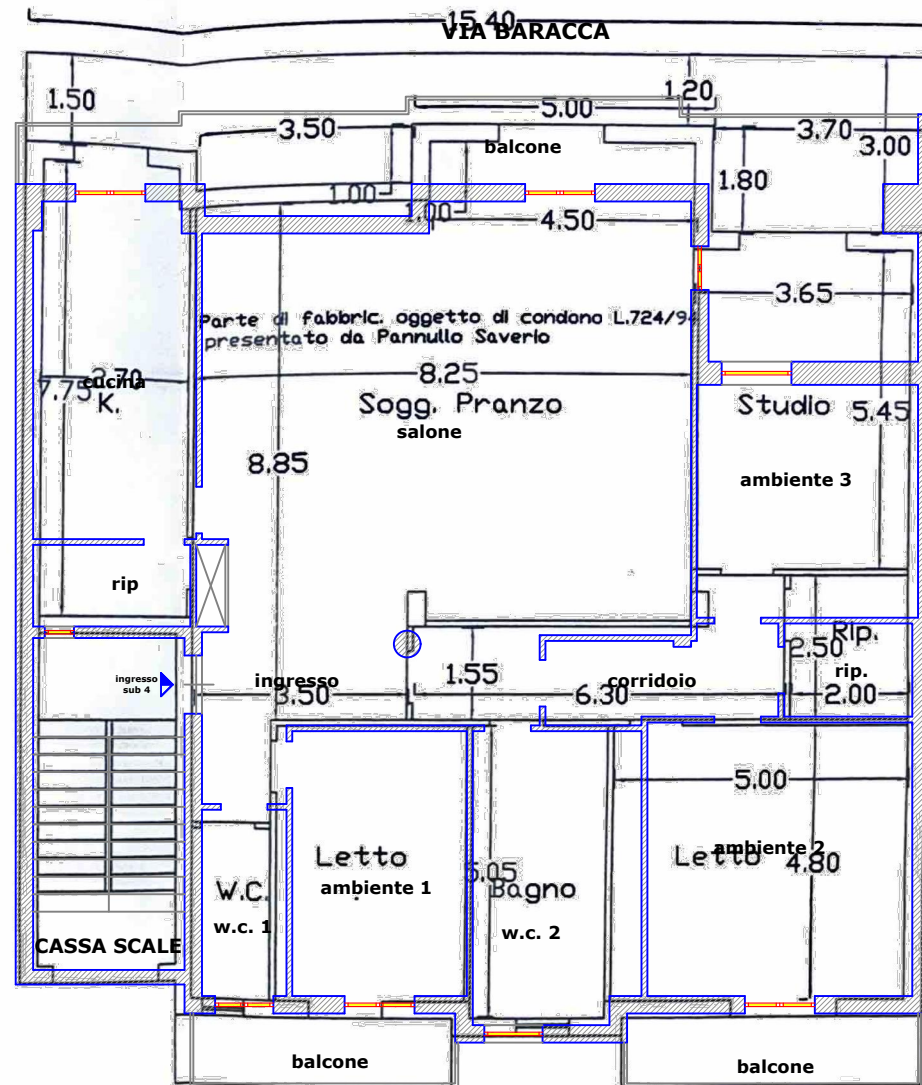 15.40
VIA BARACCA
1.50
1.20
5.00
3.50
3.70
3.00
balcone
1.80
1.00
1.00
4.50
3.65
Parte di fabbric. oggetto di condono L.724/94
presentato da Pannullo Saverio
8.25
7.75
2.70
cucina
K.
Sogg. Pranzo
salone
Studio
5.45
8.85
ambiente 3
rip
Rip.
2.50
rip.
2.00
ingresso
sub 4
ingresso
3.50
1.55
corridoio
6.30
5.00
Letto
ambiente 1
5.05
Bagno
w.c. 2
Letto
ambiente 2
4.80
W.C.
w.c. 1
CASSA SCALE
balcone
balcone